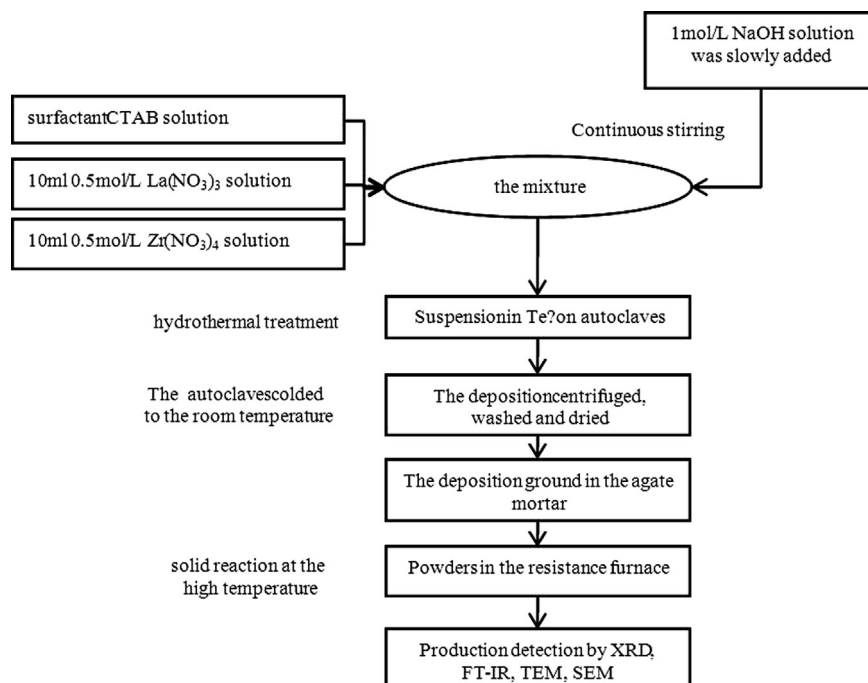 1mol/L NaOH solution
was slowly added
surfactantCTAB solution
Continuous stirring
10ml 0.5mol/L La(NO₃)₃ solution
the mixture
10ml 0.5mol/L Zr(NO₃)₄ solution
hydrothermal treatment
Suspensionin Te?on autoclaves
The autoclavescolded
to the room temperature
The depositioncentrifuged,
washed and dried
The deposition ground in the agate
mortar
solid reaction at the
high temperature
Powders in the resistance furnace
Production detection by XRD,
FT-IR, TEM, SEM